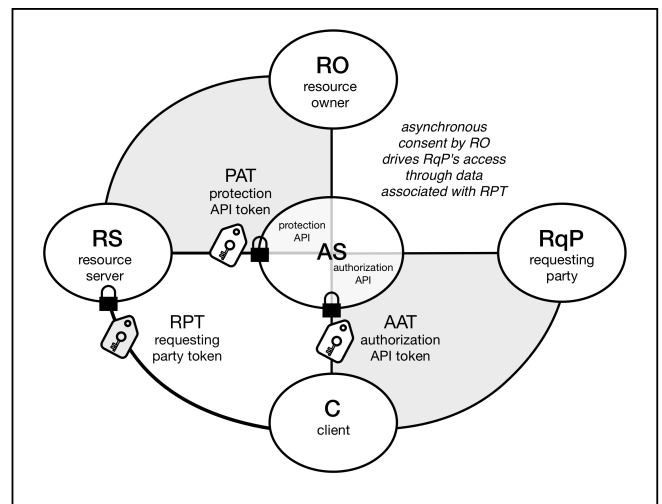 RO
resource
owner
asynchronous
consent by RO
drives RqP's access
through data
associated with RPT
PAT
protection
API token
protection
API
RS
resource
server
AS
authorization
API
RqP
requesting
party
RPT
requesting
party token
AAT
authorization
API token
C
client